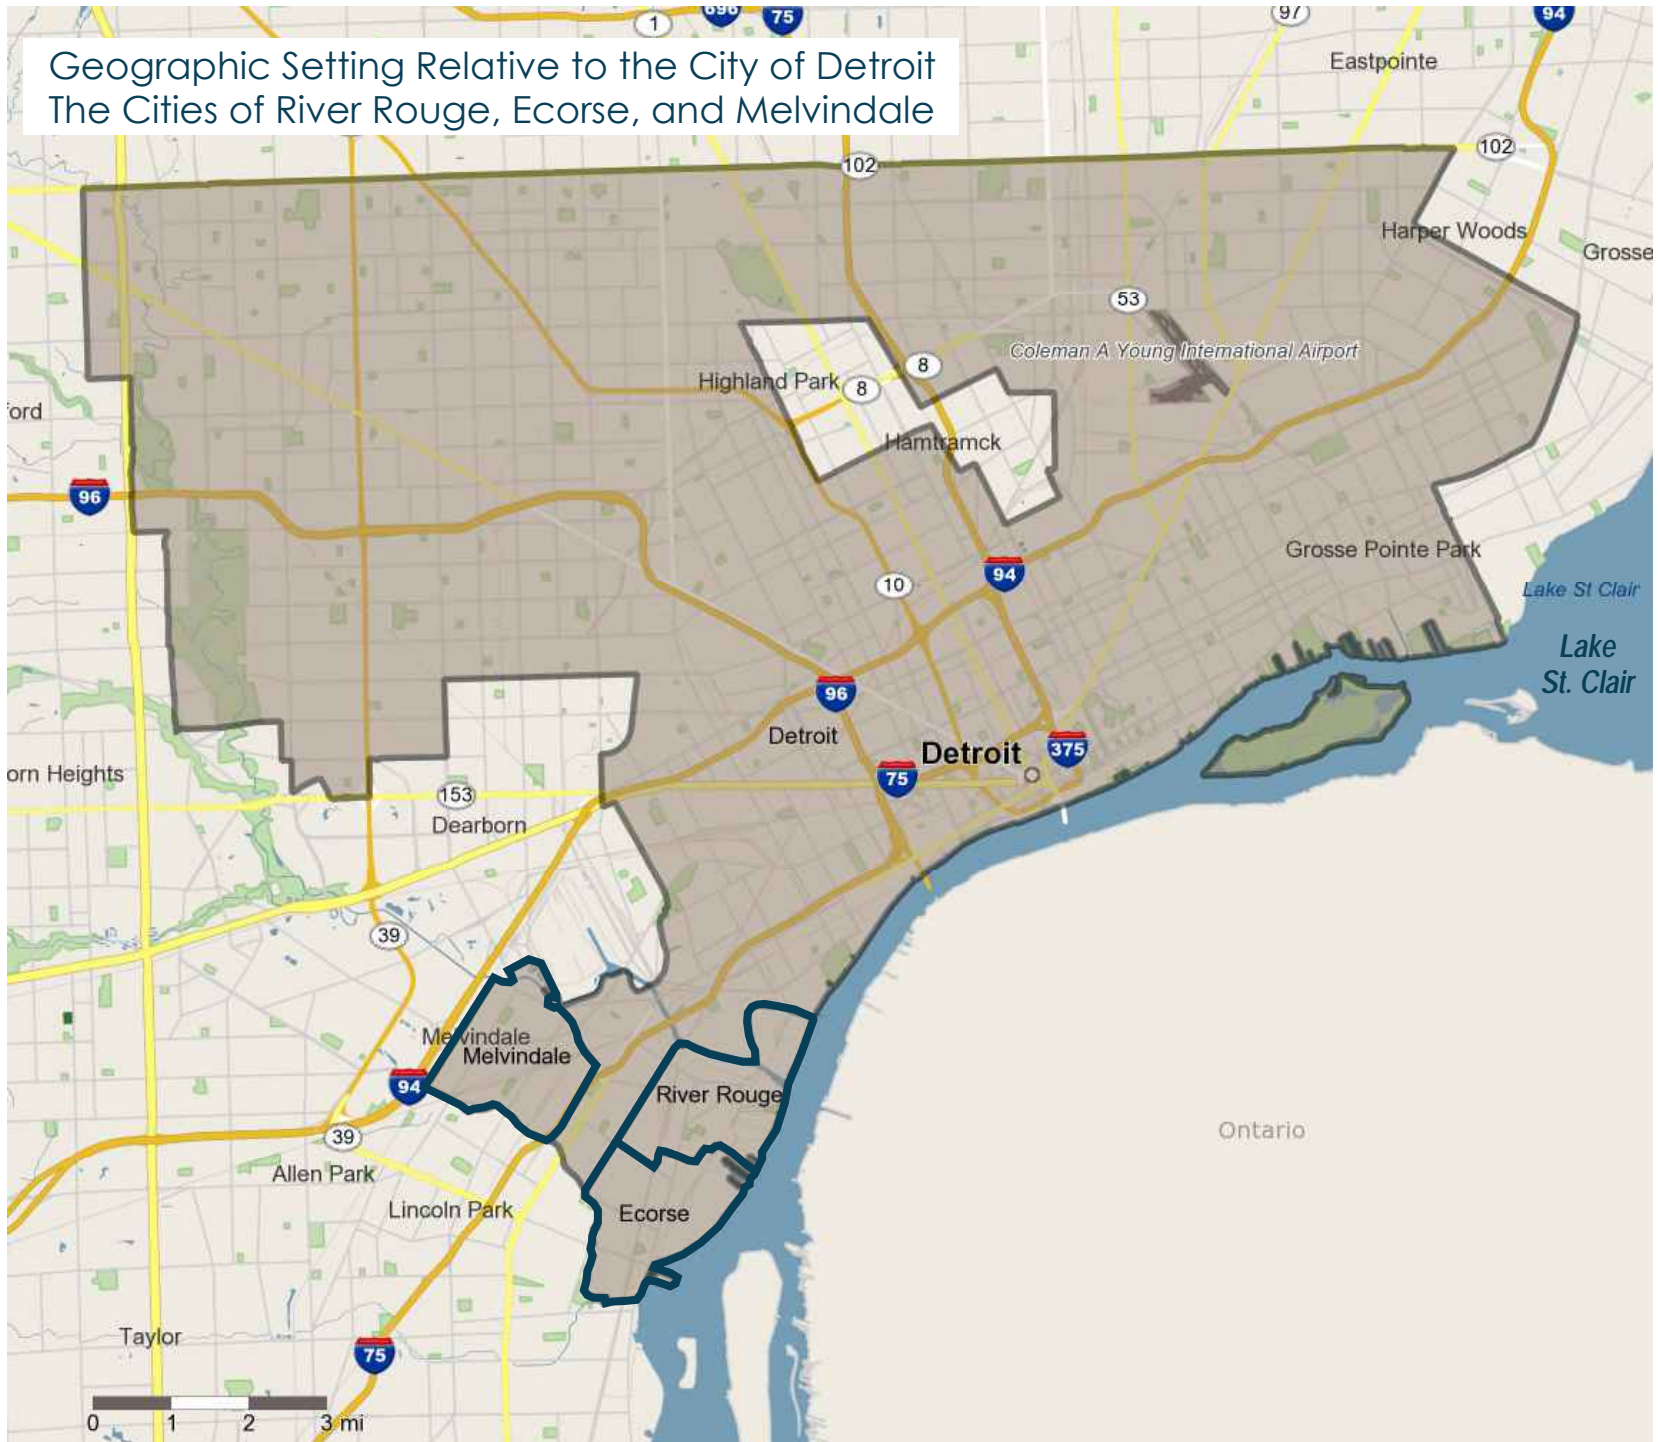 Geographic Setting Relative to the City of Detroit
The Cities of River Rouge, Ecorse, and Melvindale
1
696
75
97
94
Eastpointe
102
102
Harper Woods
Grosse
53
Coleman A Young International Airport
8
Highland Park
8
ford
Hamtramck
96
Grosse Pointe Park
94
10
Lake St Clair
Lake
St. Clair
96
Detroit
Detroit
375
75
orn Heights
153
Dearborn
39
Melvindale
Melvindale
94
River Rouge
Ontario
39
Allen Park
Lincoln Park
Ecorse
Taylor
75
0 1 2 3 mi